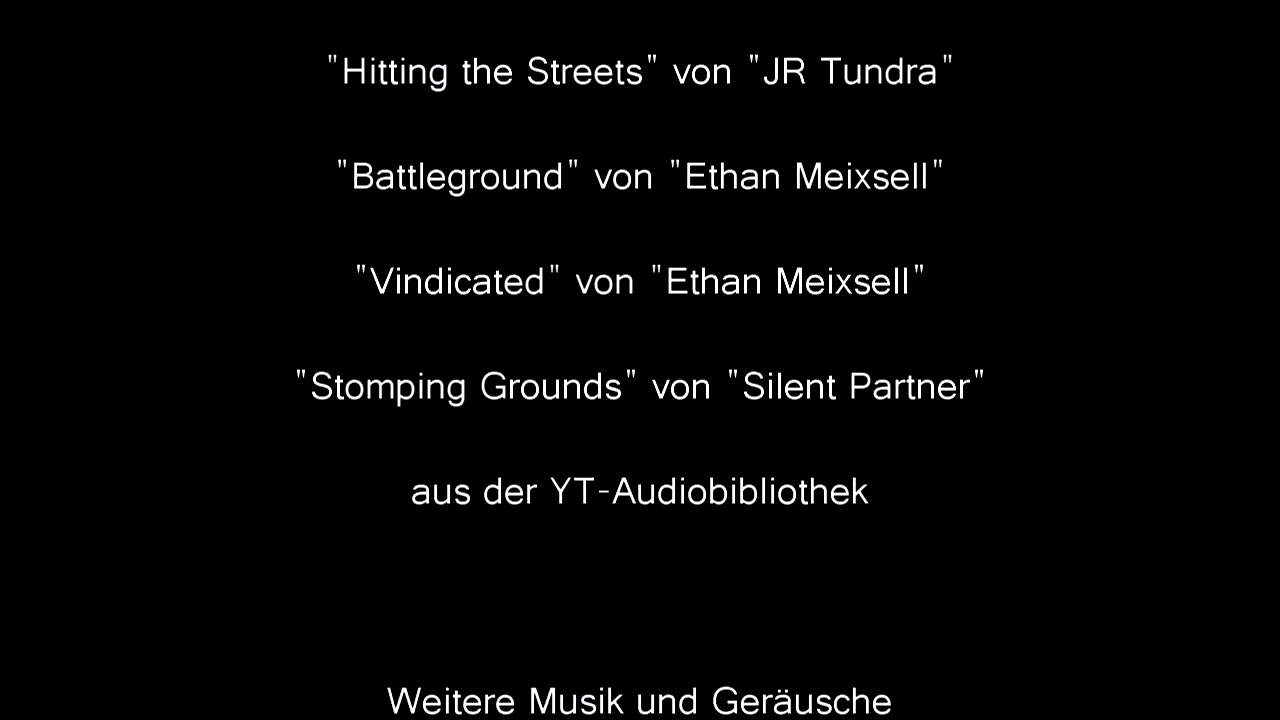 "Hitting the Streets" von "JR Tundra"
"Battleground" von "Ethan Meixsell"
"Vindicated" von "Ethan Meixsell"
"Stomping Grounds" von "Silent Partner"
aus der YT-Audiobibliothek
Weitere Musik und Geräusche